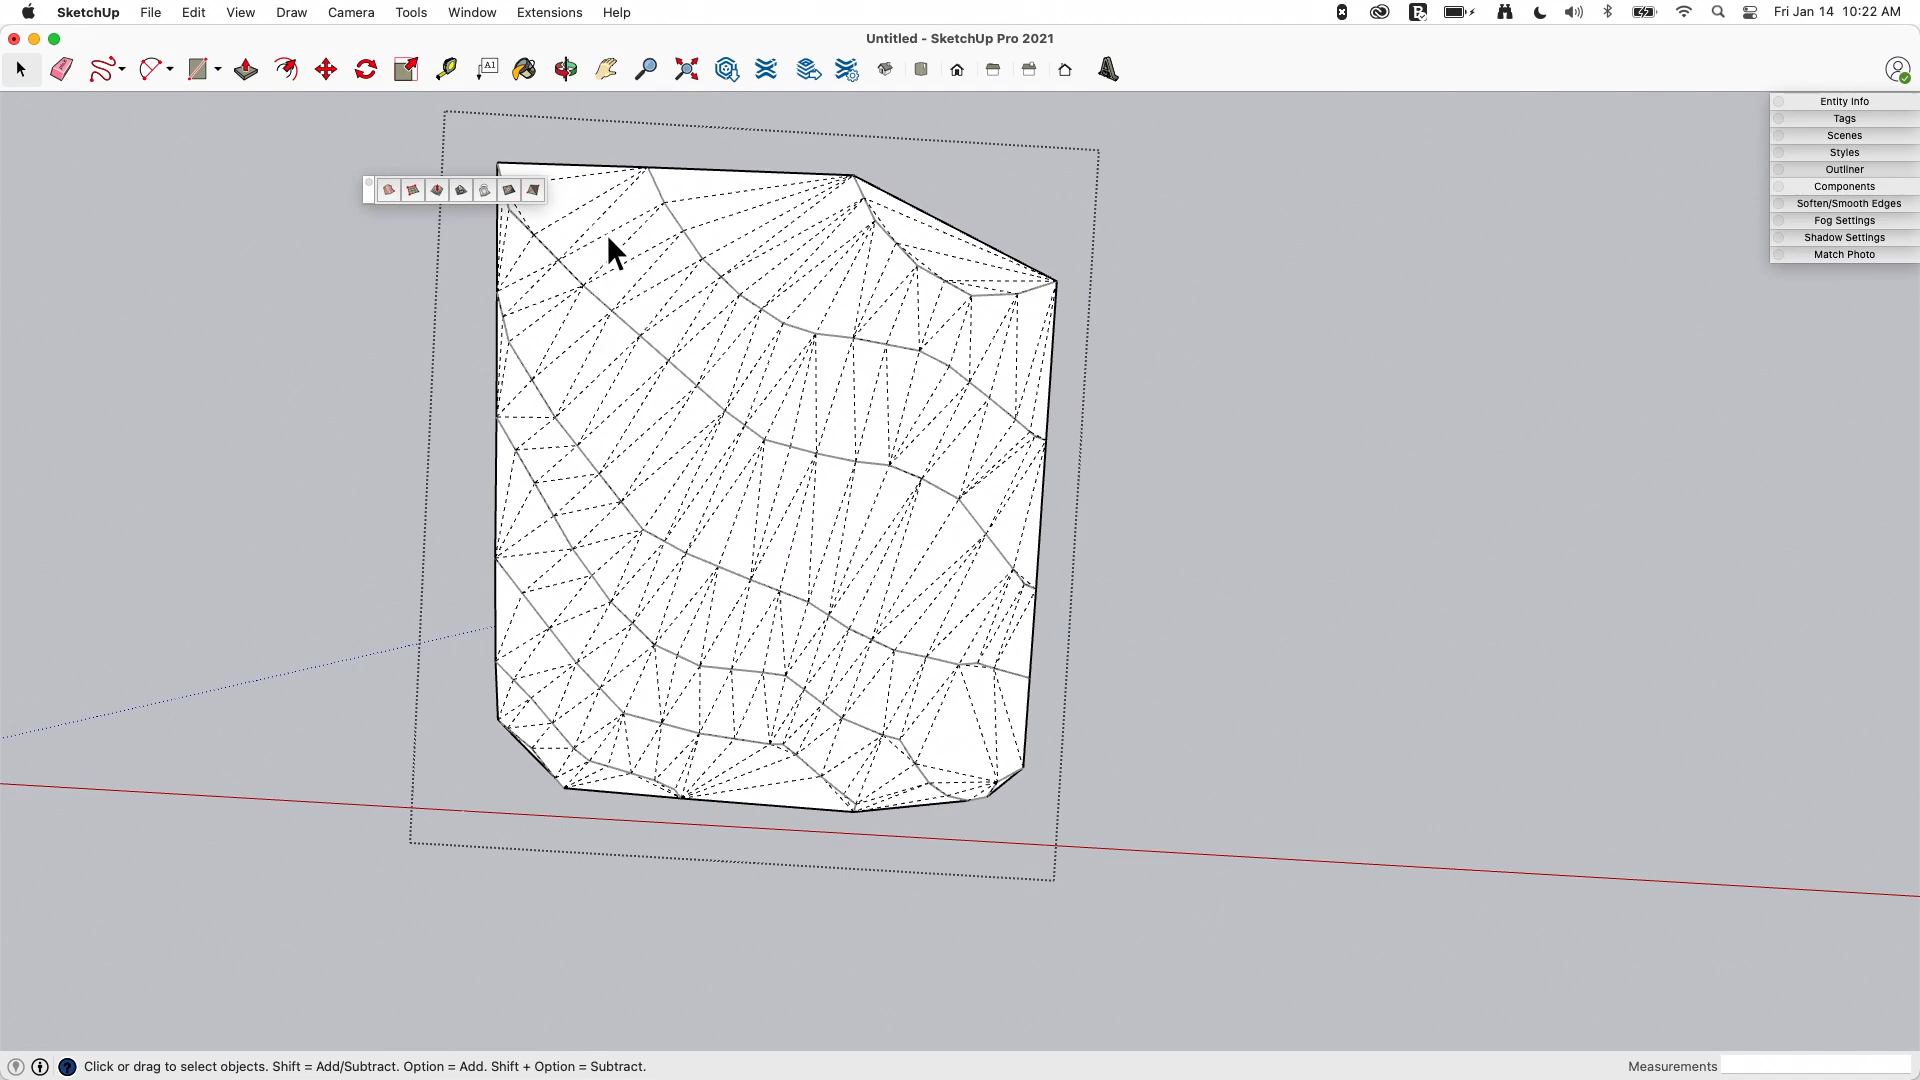 SketchUp File Edit View Draw Camera Tools Window Extensions Help Fri Jan 14 10:22 AM
Untitled - SketchUp Pro 2021
A1
Entity Info
Tags
Scenes
Styles
Outliner
Components
Soften/Smooth Edges
Fog Settings
Shadow Settings
Match Photo
Click or drag to select objects. Shift = Add/Subtract. Option = Add. Shift + Option = Subtract. Measurements